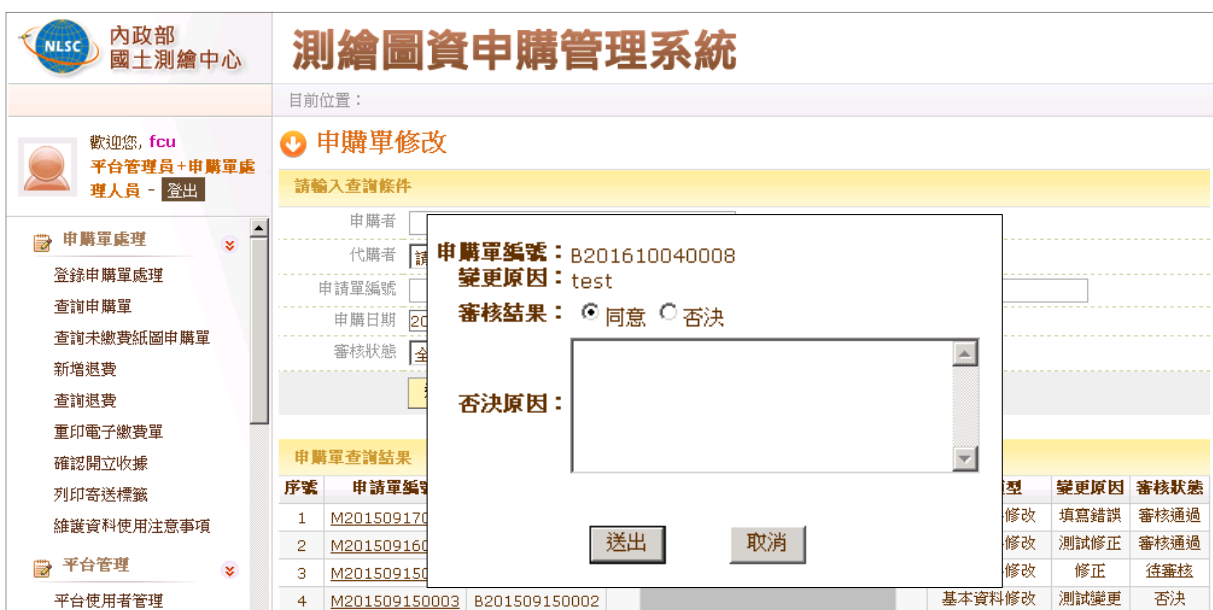 NLSC
內政部
國土測繪中心
測繪圖資申購管理系統
目前位置：
歡迎您, fcu
平台管理員+申購單處
理人員 - 登出
申購單處理
登錄申購單處理
查詢申購單
查詢未繳費紙圖申購單
新增退費
查詢退費
重印電子繳費單
確認開立收據
列印寄送標籤
維護資料使用注意事項
平台管理
平台使用者管理
申購單修改
請輸入查詢條件
申購者
代購者
申請單編號
申購日期 20
審核狀態
申購單編號：B201610040008
變更原因：test
審核結果： 同意 否決
否決原因：
送出 取消
申購單查詢結果
序號 申請單編 型 變更原因 審核狀態
1 M20150917 修改 填寫錯誤 審核通過
2 M20150916 修改 測試修正 審核通過
3 M20150915 修改 修正 待審核
4 M201509150003 B201509150002 基本資料修改 測試變更 否決